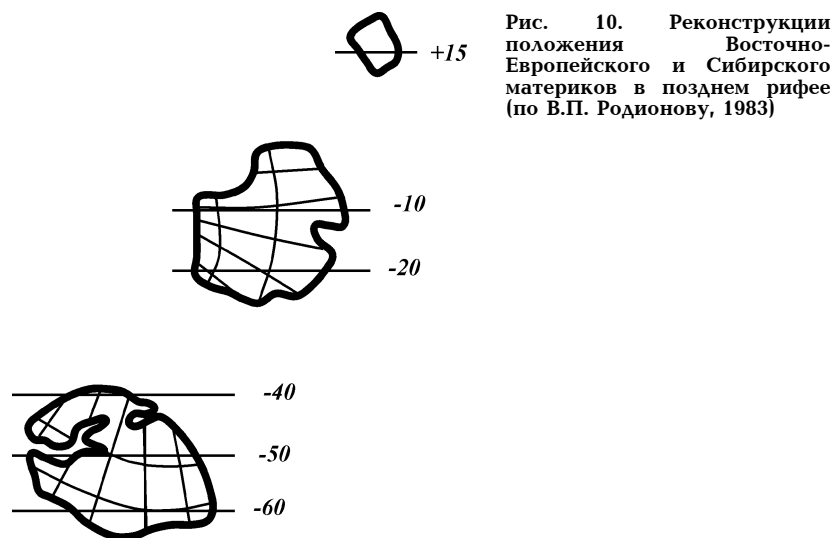 Рис. 10. Реконструкции
положения Восточно-
Европейского и Сибирского
материков в позднем рифее
(по В.П. Родионову, 1983)
+15
-10
-20
-40
-50
-60